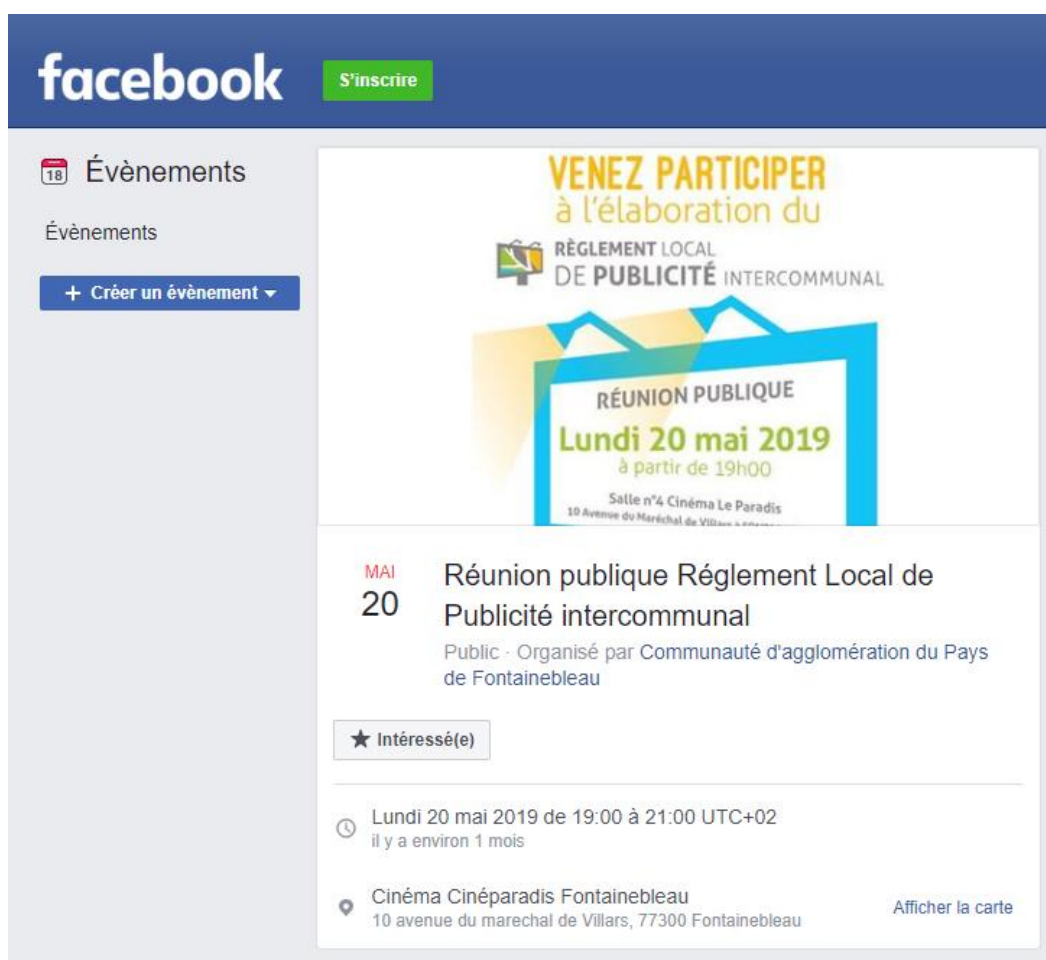 facebook
S'inscrire
18
Évènements
Évènements
+ Créer un évènement
VENEZ PARTICIPER
à l'élaboration du
RÈGLEMENT LOCAL
DE PUBLICITÉ INTERCOMMUNAL
RÉUNION PUBLIQUE
Lundi 20 mai 2019
à partir de 19h00
Salle n°4 Cinéma Le Paradis
10 Avenue du Maréchal de Villars à
MAI
20
Réunion publique Réglement Local de
Publicité intercommunal
Public · Organisé par Communauté d'agglomération du Pays
de Fontainebleau
Intéressé(e)
Lundi 20 mai 2019 de 19:00 à 21:00 UTC+02
il y a environ 1 mois
Cinéma Cinéparadis Fontainebleau
10 avenue du marechal de Villars, 77300 Fontainebleau
Afficher la carte